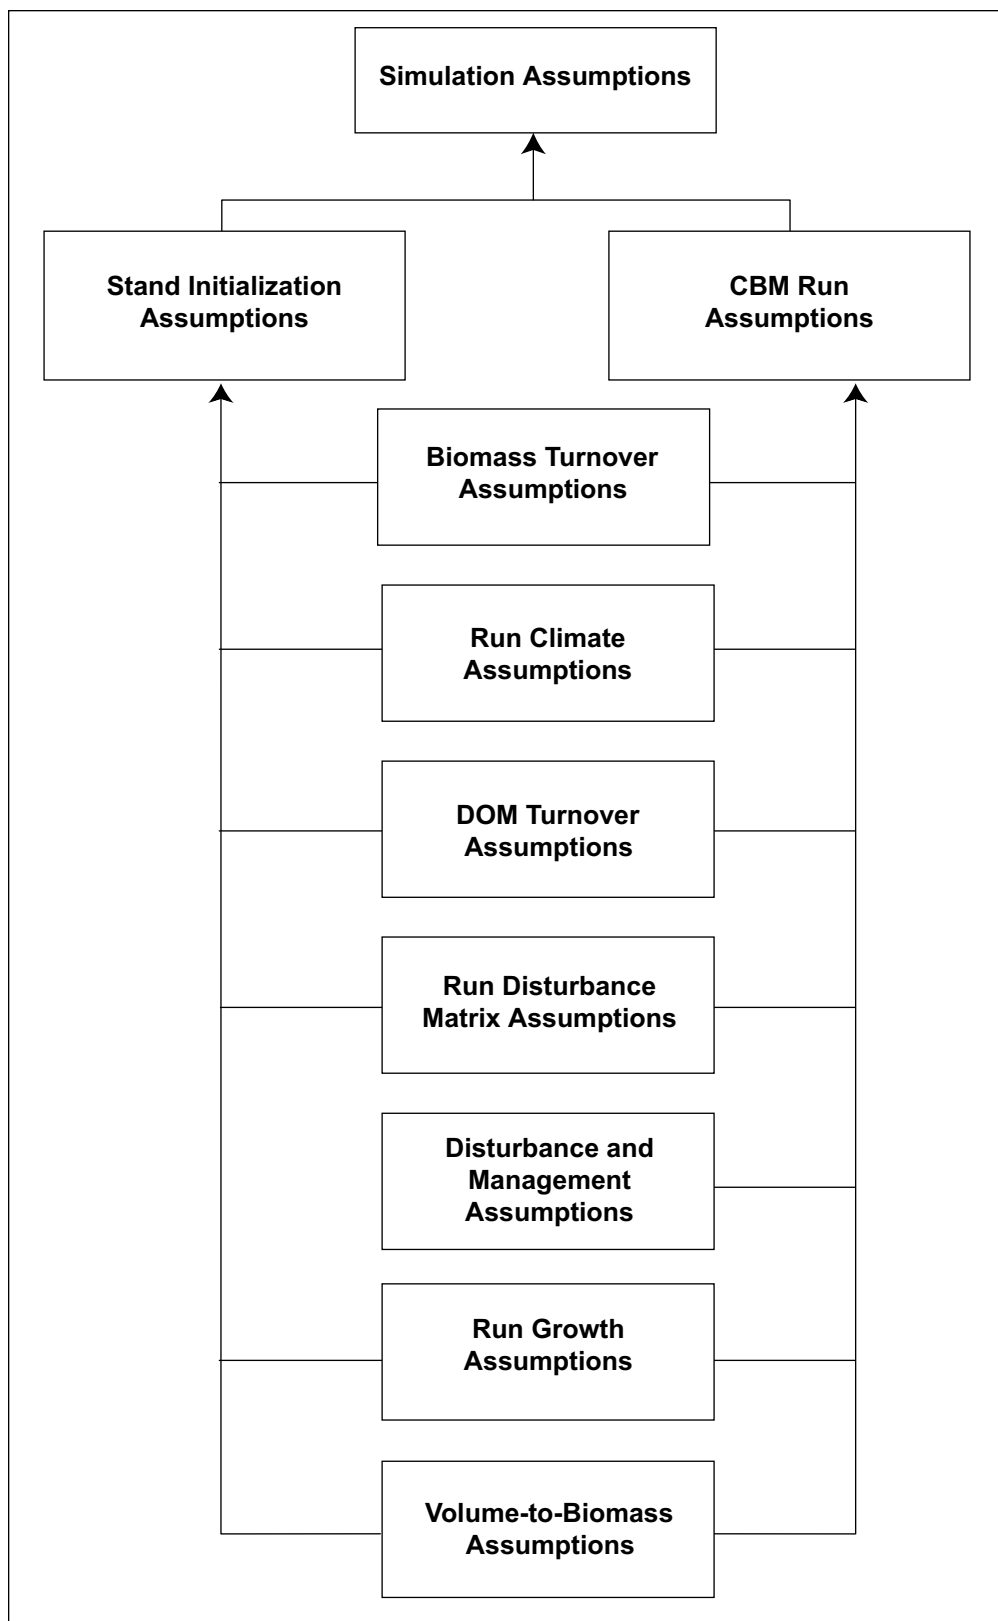 Simulation Assumptions
Stand Initialization
Assumptions
CBM Run
Assumptions
Biomass Turnover
Assumptions
Run Climate
Assumptions
DOM Turnover
Assumptions
Run Disturbance
Matrix Assumptions
Disturbance and
Management
Assumptions
Run Growth
Assumptions
Volume-to-Biomass
Assumptions